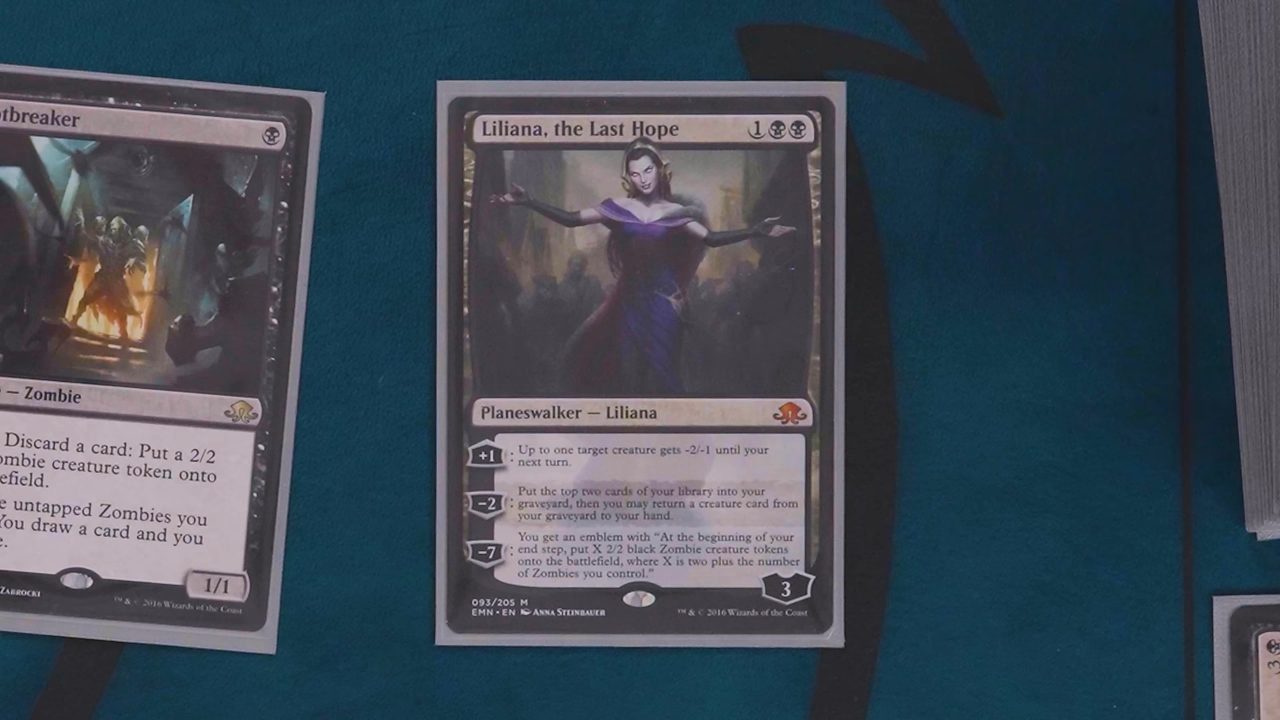 otbreaker
— Zombie
Discard a card: Put a 2/2
ombie creature token onto
efield.
e untapped Zombies you
You draw a card and you
e.
1/1
ZABROCKI
™ & © 2016 Wizards of the Coast
Liliana, the Last Hope
1
Planeswalker — Liliana
+1 : Up to one target creature gets -2/-1 until your
next turn.
-2 : Put the top two cards of your library into your
graveyard, then you may return a creature card from
your graveyard to your hand.
-7 : You get an emblem with “At the beginning of your
end step, put X 2/2 black Zombie creature tokens
onto the battlefield, where X is two plus the number
of Zombies you control.”
3
093/205 M
EMN • EN ANNA STEINBAUER
™ & © 2016 Wizards of the Coast
3